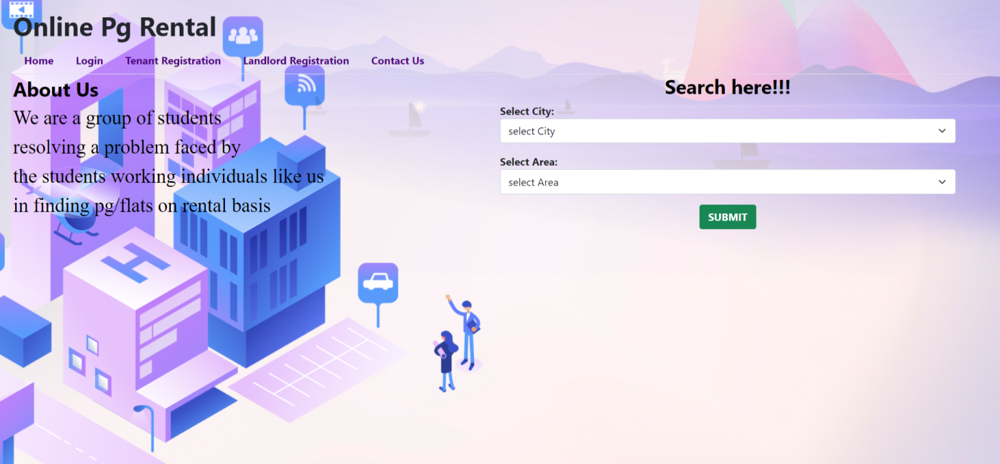 Online Pg Rental
Home Login Tenant Registration Landlord Registration Contact Us
About Us
We are a group of students
resolving a problem faced by
the students working individuals like us
in finding pg/flats on rental basis
Search here!!!
Select City:
select City
Select Area:
select Area
SUBMIT
H